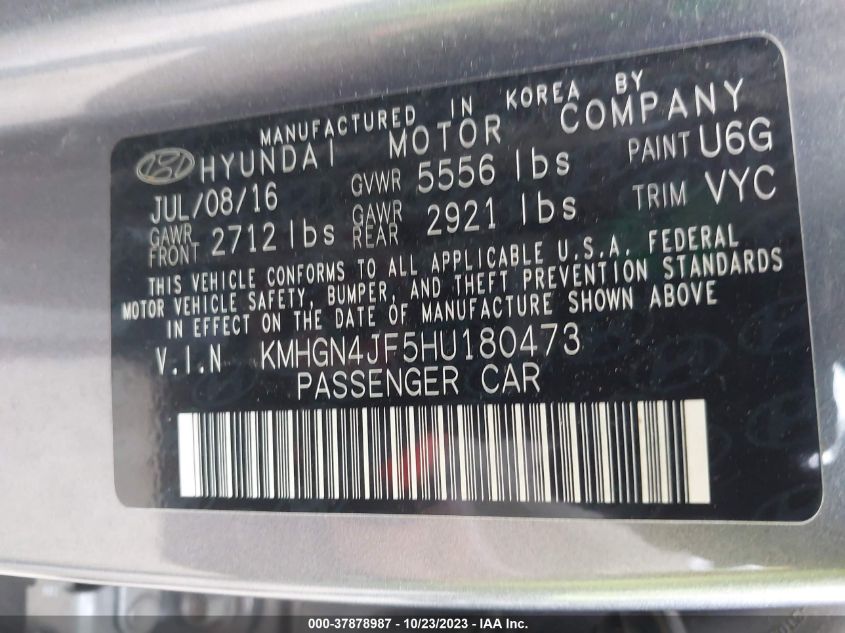 MANUFACTURED IN KOREA BY
HYUNDAI MOTOR COMPANY
JUL/08/16 GVWR 5556 lbs PAINT U6G
GAWR FRONT 2712 lbs GAWR REAR 2921 lbs TRIM VYC
THIS VEHICLE CONFORMS TO ALL APPLICABLE U.S.A. FEDERAL
MOTOR VEHICLE SAFETY, BUMPER, AND THEFT PREVENTION STANDARDS
IN EFFECT ON THE DATE OF MANUFACTURE SHOWN ABOVE
V.I.N KMHGN4JF5HU180473
PASSENGER CAR
000-37878987 - 10/23/2023 - IAA Inc.